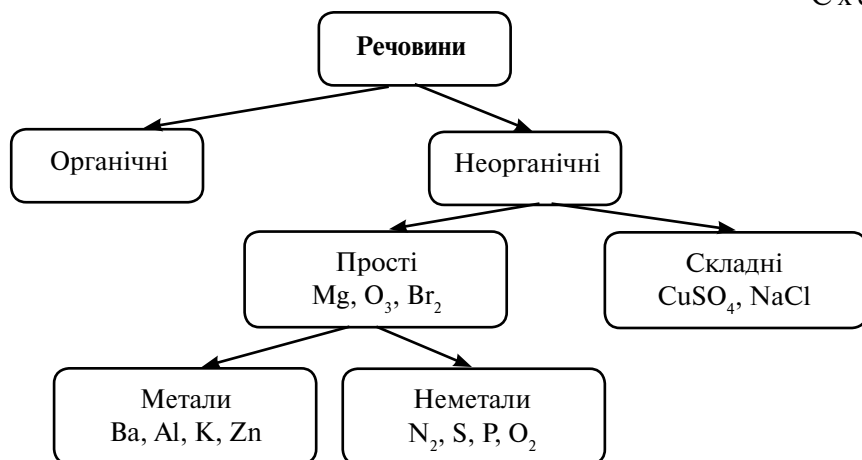 Речовини
Органічні
Неорганічні
Прості
Mg, O₃, Br₂
Складні
CuSO₄, NaCl
Метали
Ba, Al, K, Zn
Неметали
N₂, S, P, O₂